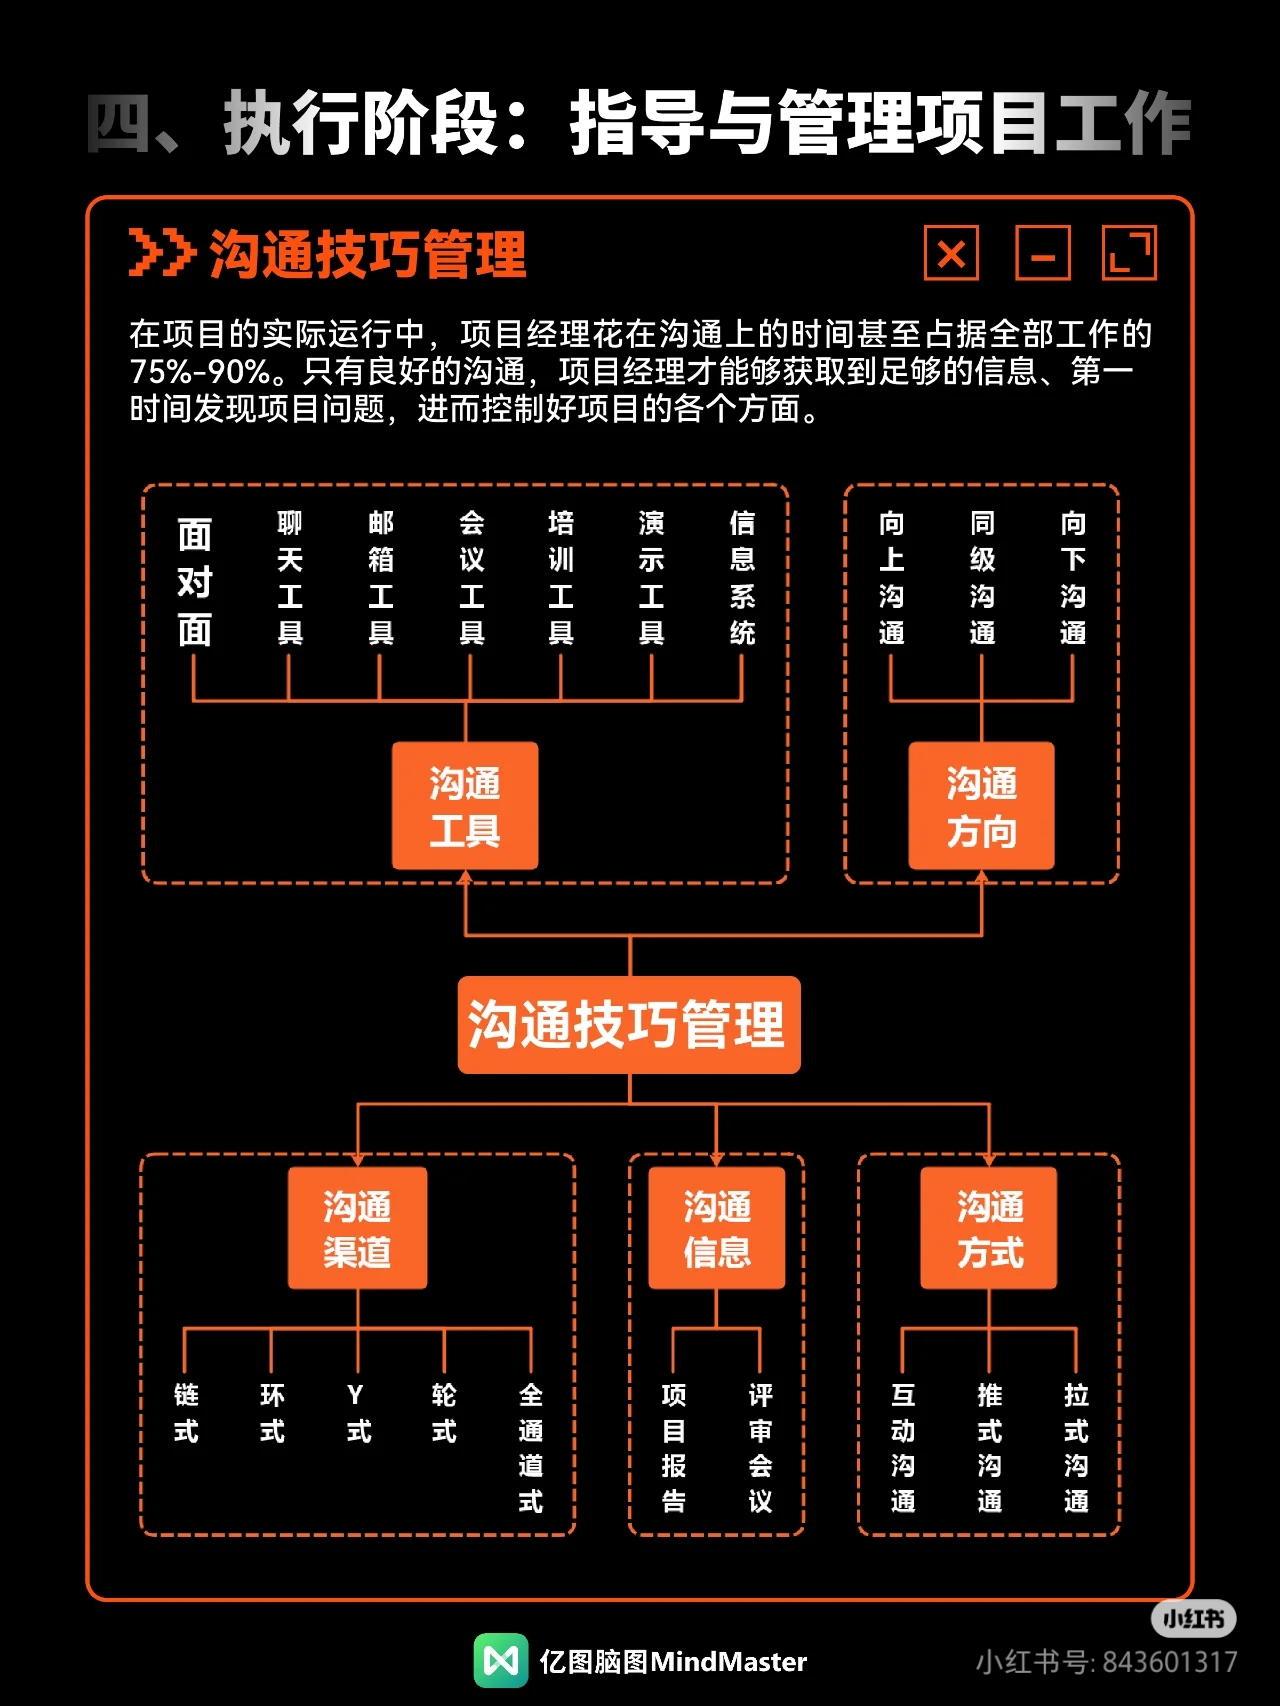 四、执行阶段：指导与管理项目工作
沟通技巧管理
在项目的实际运行中，项目经理花在沟通上的时间甚至占据全部工作的
75%-90%。只有良好的沟通，项目经理才能够获取到足够的信息、第一
时间发现项目问题，进而控制好项目的各个方面。
面对面
聊天工具
邮箱工具
会议工具
培训工具
演示工具
信息系统
沟通
工具
向上沟通
同级沟通
向下沟通
沟通
方向
沟通技巧管理
沟通
渠道
链式
环式
Y式
轮式
全通道式
沟通
信息
项目报告
评审会议
沟通
方式
互动沟通
推式沟通
拉式沟通
小红书
亿图脑图MindMaster
小红书号: 843601317